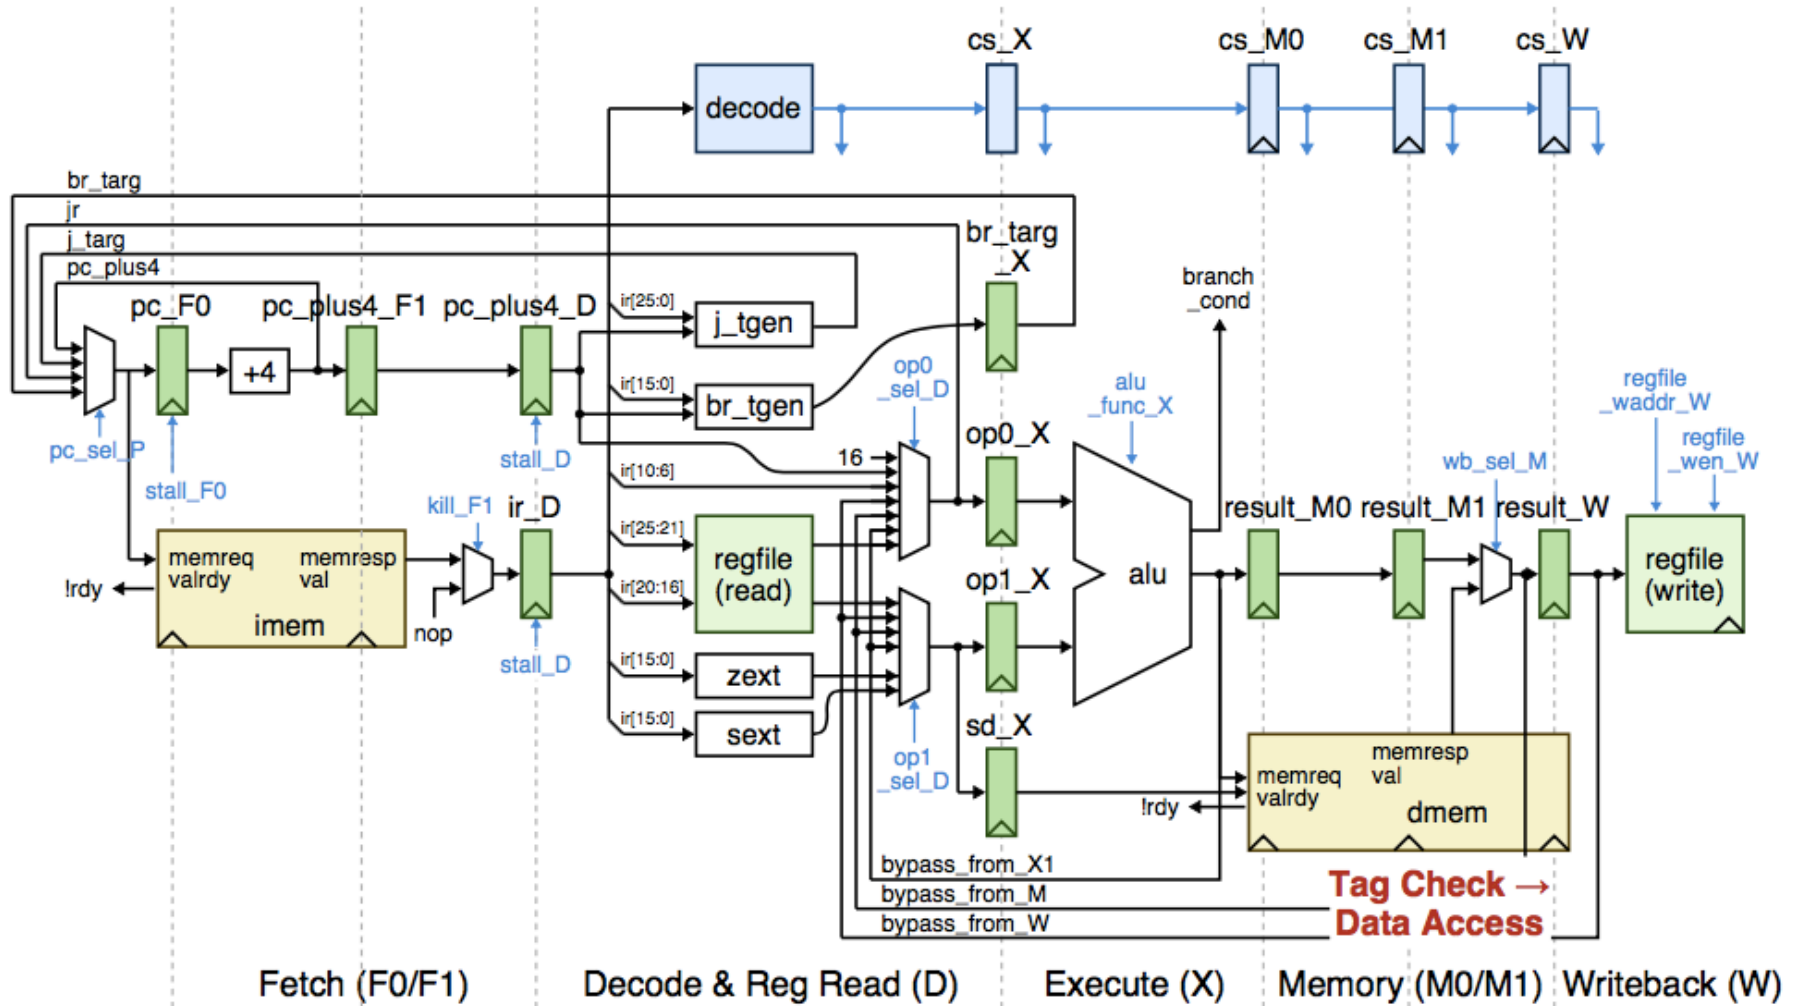 cs_X
cs_M0
cs_M1
cs_W
decode
br_targ
jr
j_targ
pc_plus4
pc_F0
pc_plus4_F1
pc_plus4_D
+4
pc_sel_P
stall_F0
stall_D
kill_F1
ir_D
memreq
valrdy
memresp
val
imem
!rdy
nop
stall_D
ir[25:0]
j_tgen
ir[15:0]
br_tgen
16
ir[10:6]
ir[25:21]
regfile
(read)
ir[20:16]
ir[15:0]
zext
ir[15:0]
sext
op0
_sel_D
op1
_sel_D
br_targ
_X
op0_X
op1_X
sd_X
alu
_func_X
alu
branch
_cond
result_M0
result_M1
result_W
wb_sel_M
regfile
_waddr_W
regfile
_wen_W
regfile
(write)
memreq
valrdy
memresp
val
dmem
!rdy
bypass_from_X1
bypass_from_M
bypass_from_W
Tag Check →
Data Access
Fetch (F0/F1)
Decode & Reg Read (D)
Execute (X)
Memory (M0/M1)
Writeback (W)